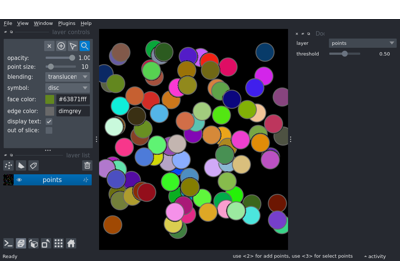 File View Window Plugins Help
layer controls
opacity: 1.00
point size: 10
blending: translucen
symbol: disc
face color: #63871fff
edge color: dimgrey
display text:
out of slice:
layer list
points
Do
layer points
threshold 0.50
Ready
use <2> for add points, use <3> for select points
activity